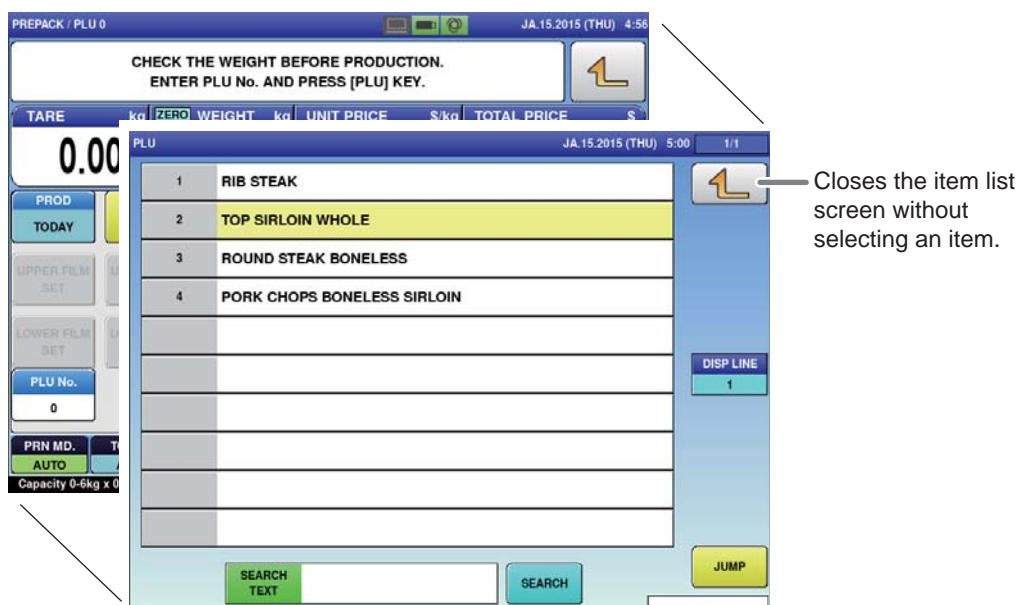 PREPACK / PLU 0 JA.15.2015 (THU) 4:56
CHECK THE WEIGHT BEFORE PRODUCTION.
ENTER PLU No. AND PRESS [PLU] KEY.
TARE kg ZERO WEIGHT kg UNIT PRICE $/kg TOTAL PRICE $
0.00
PROD
TODAY
UPPER FILM
SET
LOWER FILM
SET
PLU No.
0
PRN MD.
AUTO
Capacity 0-6kg x 0
PLU JA.15.2015 (THU) 5:00 1/1
1 RIB STEAK
2 TOP SIRLOIN WHOLE
3 ROUND STEAK BONELESS
4 PORK CHOPS BONELESS SIRLOIN
DISP LINE
1
JUMP
SEARCH
TEXT
SEARCH
Closes the item list
screen without
selecting an item.